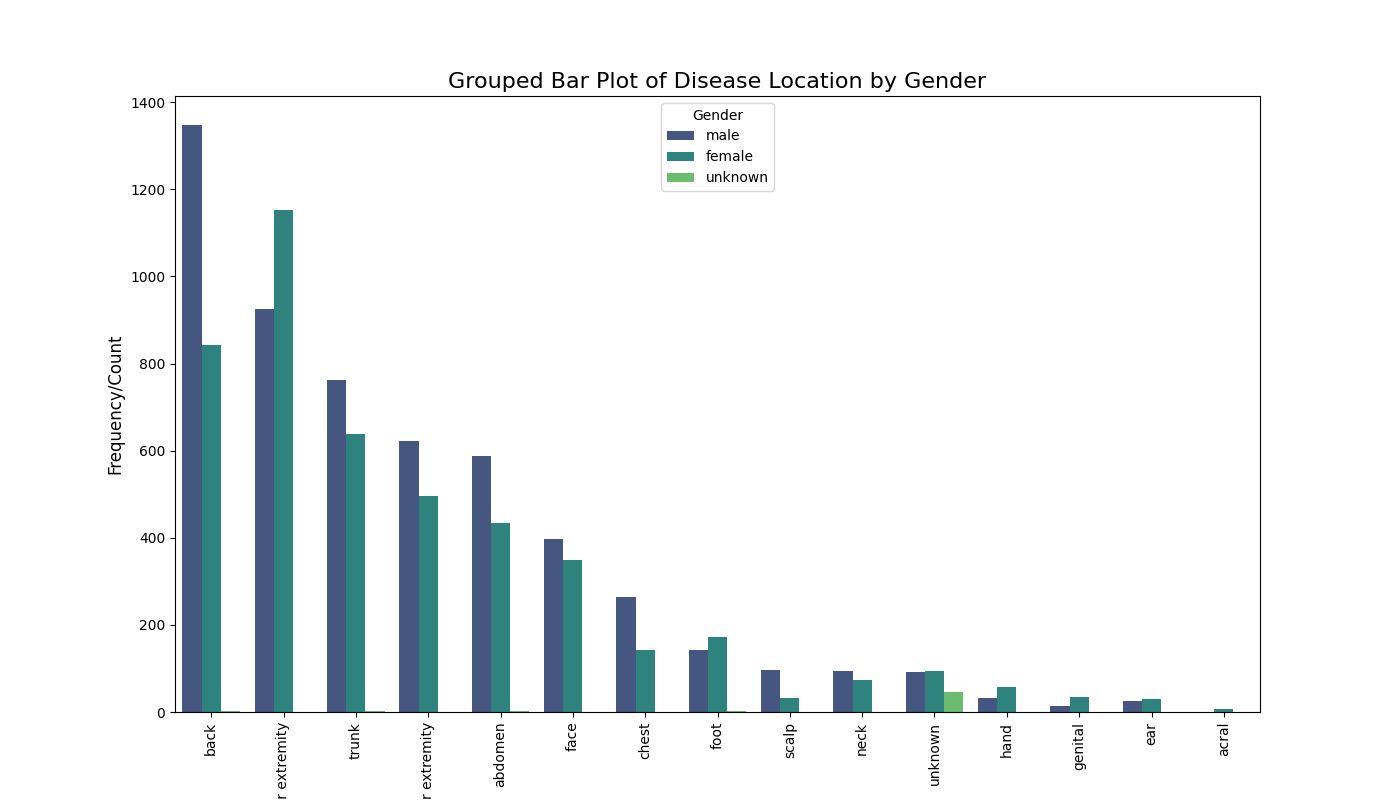 Grouped Bar Plot of Disease Location by Gender
Gender
male
female
unknown
1400
1200
1000
800
600
400
200
0
Frequency/Count
back
r extremity
trunk
r extremity
abdomen
face
chest
foot
scalp
neck
unknown
hand
genital
ear
acral